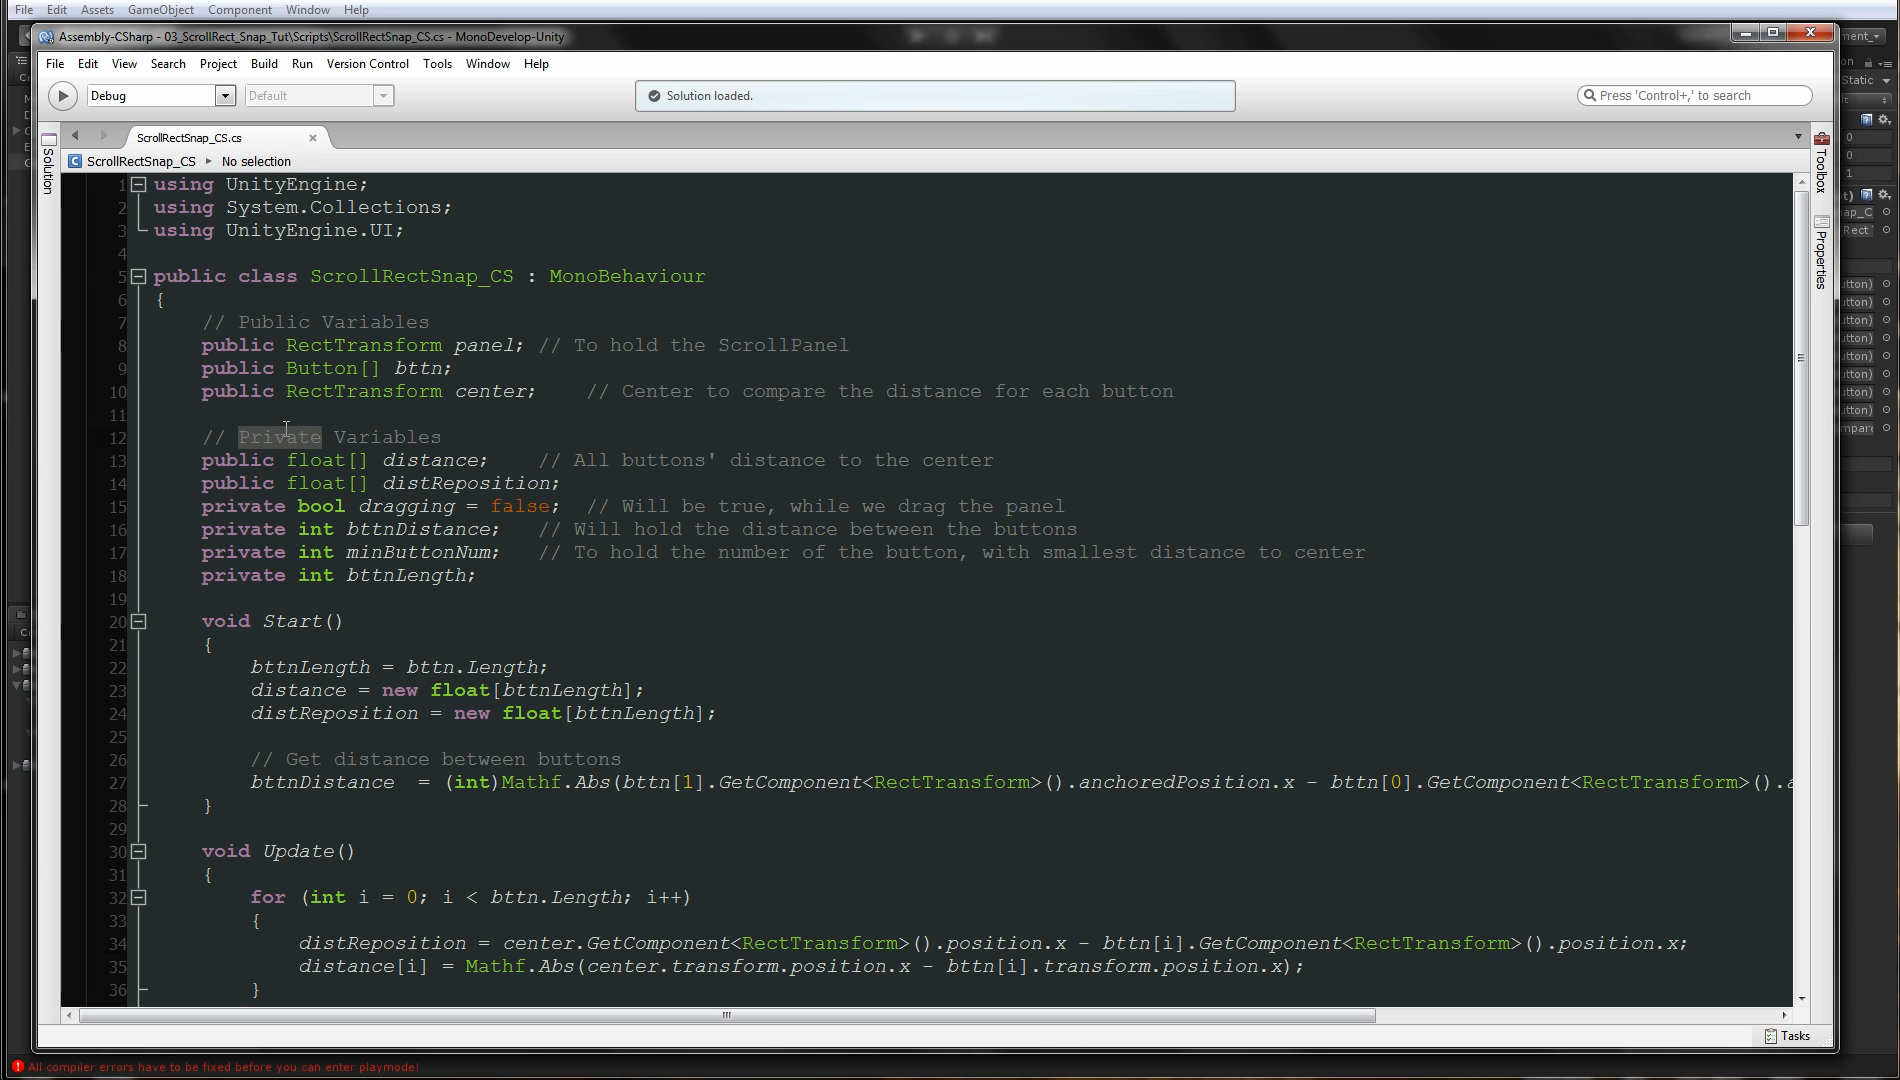 File Edit Assets GameObject Component Window Help
Assembly-CSharp - 03_ScrollRect_Snap_Tut\Scripts\ScrollRectSnap_CS.cs - MonoDevelop-Unity
File Edit View Search Project Build Run Version Control Tools Window Help
Debug Default Solution loaded. Press 'Control+,' to search
ScrollRectSnap_CS.cs
ScrollRectSnap_CS No selection
Solution
Toolbox
Properties
Static
1 using UnityEngine;
2 using System.Collections;
3 using UnityEngine.UI;
4
5 public class ScrollRectSnap_CS : MonoBehaviour
6 {
7 // Public Variables
8 public RectTransform panel; // To hold the ScrollPanel
9 public Button[] bttn;
10 public RectTransform center; // Center to compare the distance for each button
11
12 // Private Variables
13 public float[] distance; // All buttons' distance to the center
14 public float[] distReposition;
15 private bool dragging = false; // Will be true, while we drag the panel
16 private int bttnDistance; // Will hold the distance between the buttons
17 private int minButtonNum; // To hold the number of the button, with smallest distance to center
18 private int bttnLength;
19
20 void Start()
21 {
22 bttnLength = bttn.Length;
23 distance = new float[bttnLength];
24 distReposition = new float[bttnLength];
25
26 // Get distance between buttons
27 bttnDistance = (int)Mathf.Abs(bttn[1].GetComponent<RectTransform>().anchoredPosition.x - bttn[0].GetComponent<RectTransform>().a
28 }
29
30 void Update()
31 {
32 for (int i = 0; i < bttn.Length; i++)
33 {
34 distReposition = center.GetComponent<RectTransform>().position.x - bttn[i].GetComponent<RectTransform>().position.x;
35 distance[i] = Mathf.Abs(center.transform.position.x - bttn[i].transform.position.x);
36 }
Tasks
All compiler errors have to be fixed before you can enter playmode!